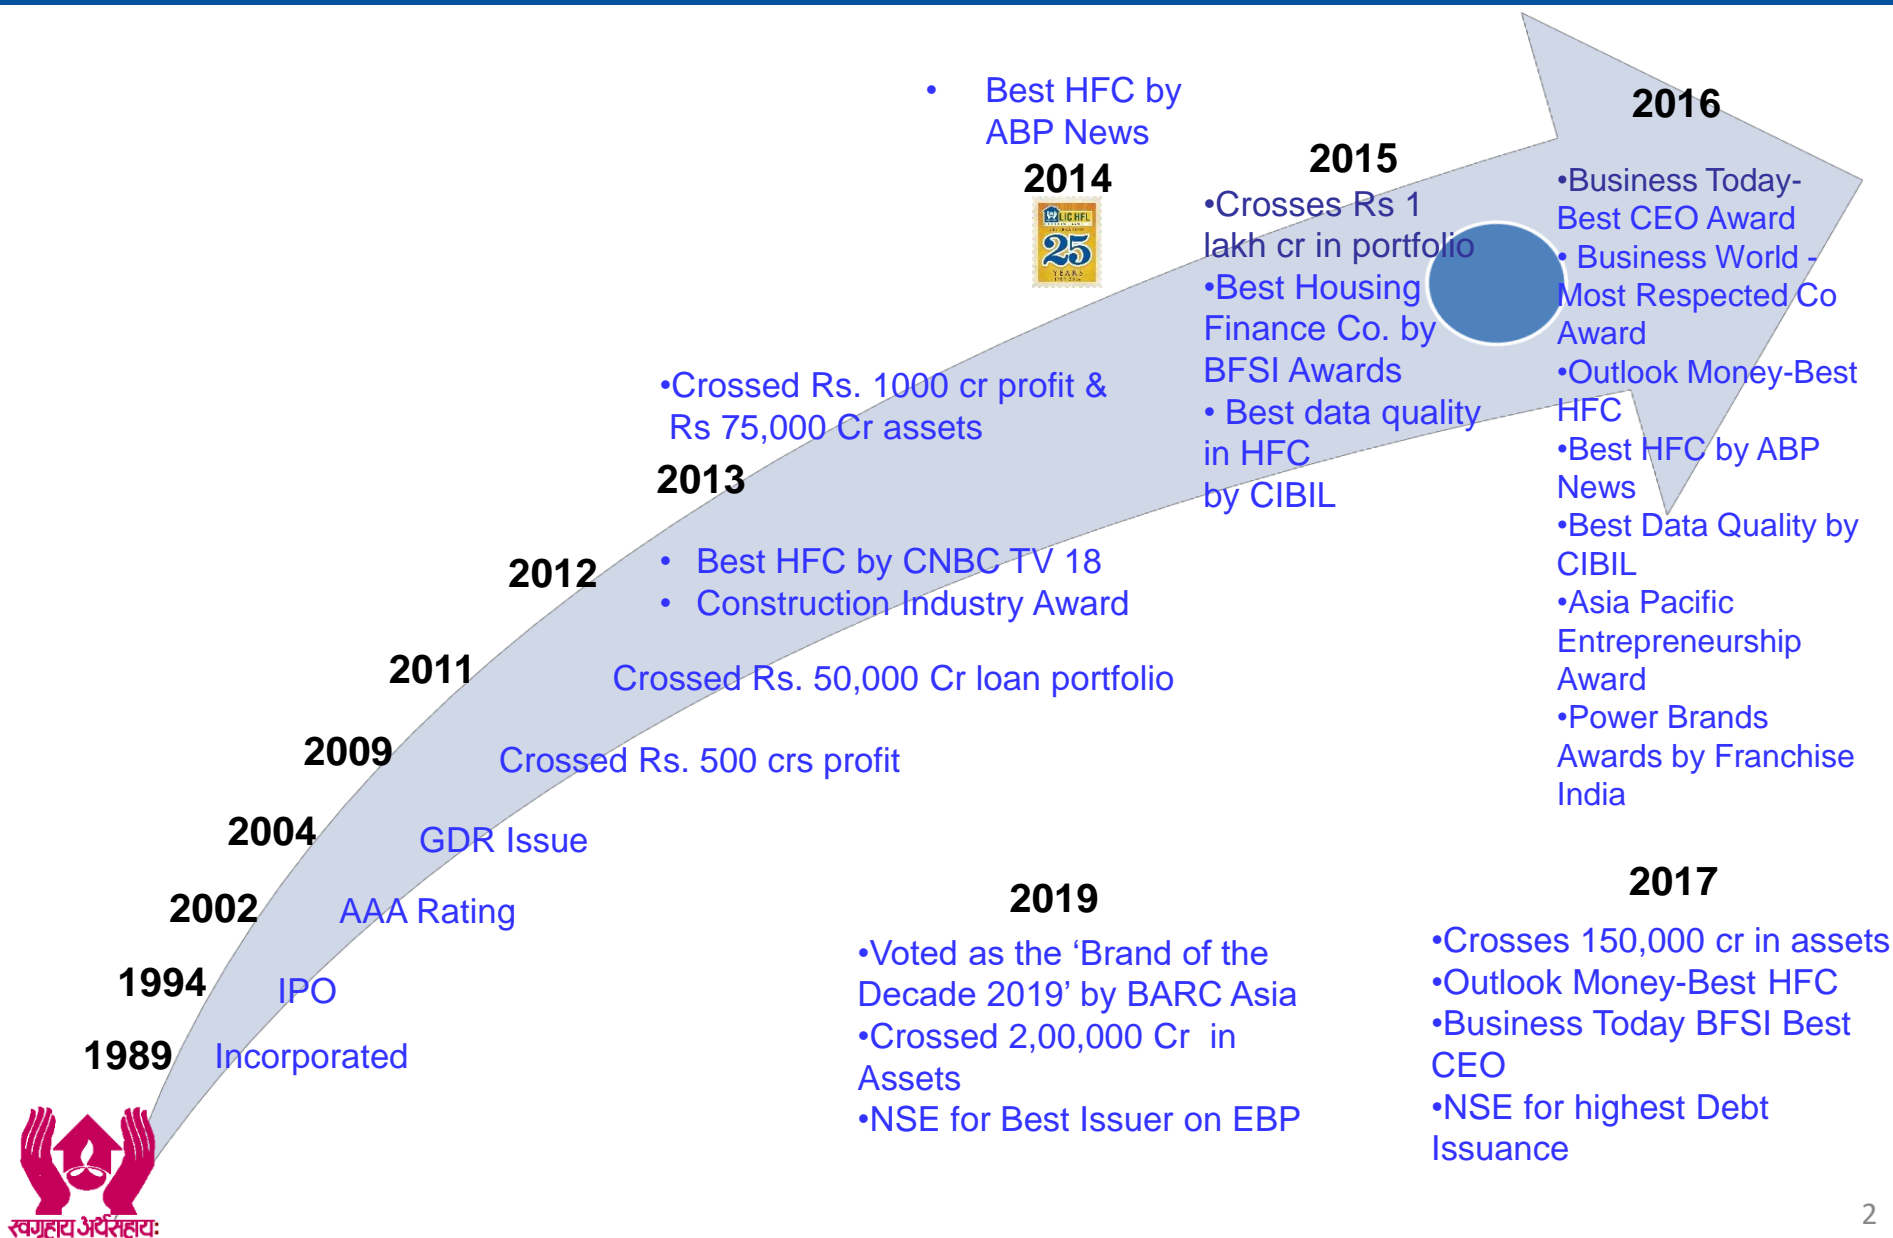 • Best HFC by
ABP News
2014
LIC HFL
25
YEARS
2015
•Crosses Rs 1
lakh cr in portfolio
•Best Housing
Finance Co. by
BFSI Awards
• Best data quality
in HFC
by CIBIL
2016
•Business Today-
Best CEO Award
• Business World -
Most Respected Co
Award
•Outlook Money-Best
HFC
•Best HFC by ABP
News
•Best Data Quality by
CIBIL
•Asia Pacific
Entrepreneurship
Award
•Power Brands
Awards by Franchise
India
•Crossed Rs. 1000 cr profit &
Rs 75,000 Cr assets
2013
2012
• Best HFC by CNBC TV 18
• Construction Industry Award
2011
Crossed Rs. 50,000 Cr loan portfolio
2009
Crossed Rs. 500 crs profit
2004
GDR Issue
2002
AAA Rating
1994
IPO
1989
Incorporated
2019
•Voted as the ‘Brand of the
Decade 2019’ by BARC Asia
•Crossed 2,00,000 Cr in
Assets
•NSE for Best Issuer on EBP
2017
•Crosses 150,000 cr in assets
•Outlook Money-Best HFC
•Business Today BFSI Best
CEO
•NSE for highest Debt
Issuance
स्वगृहाय अर्थसहायः
2